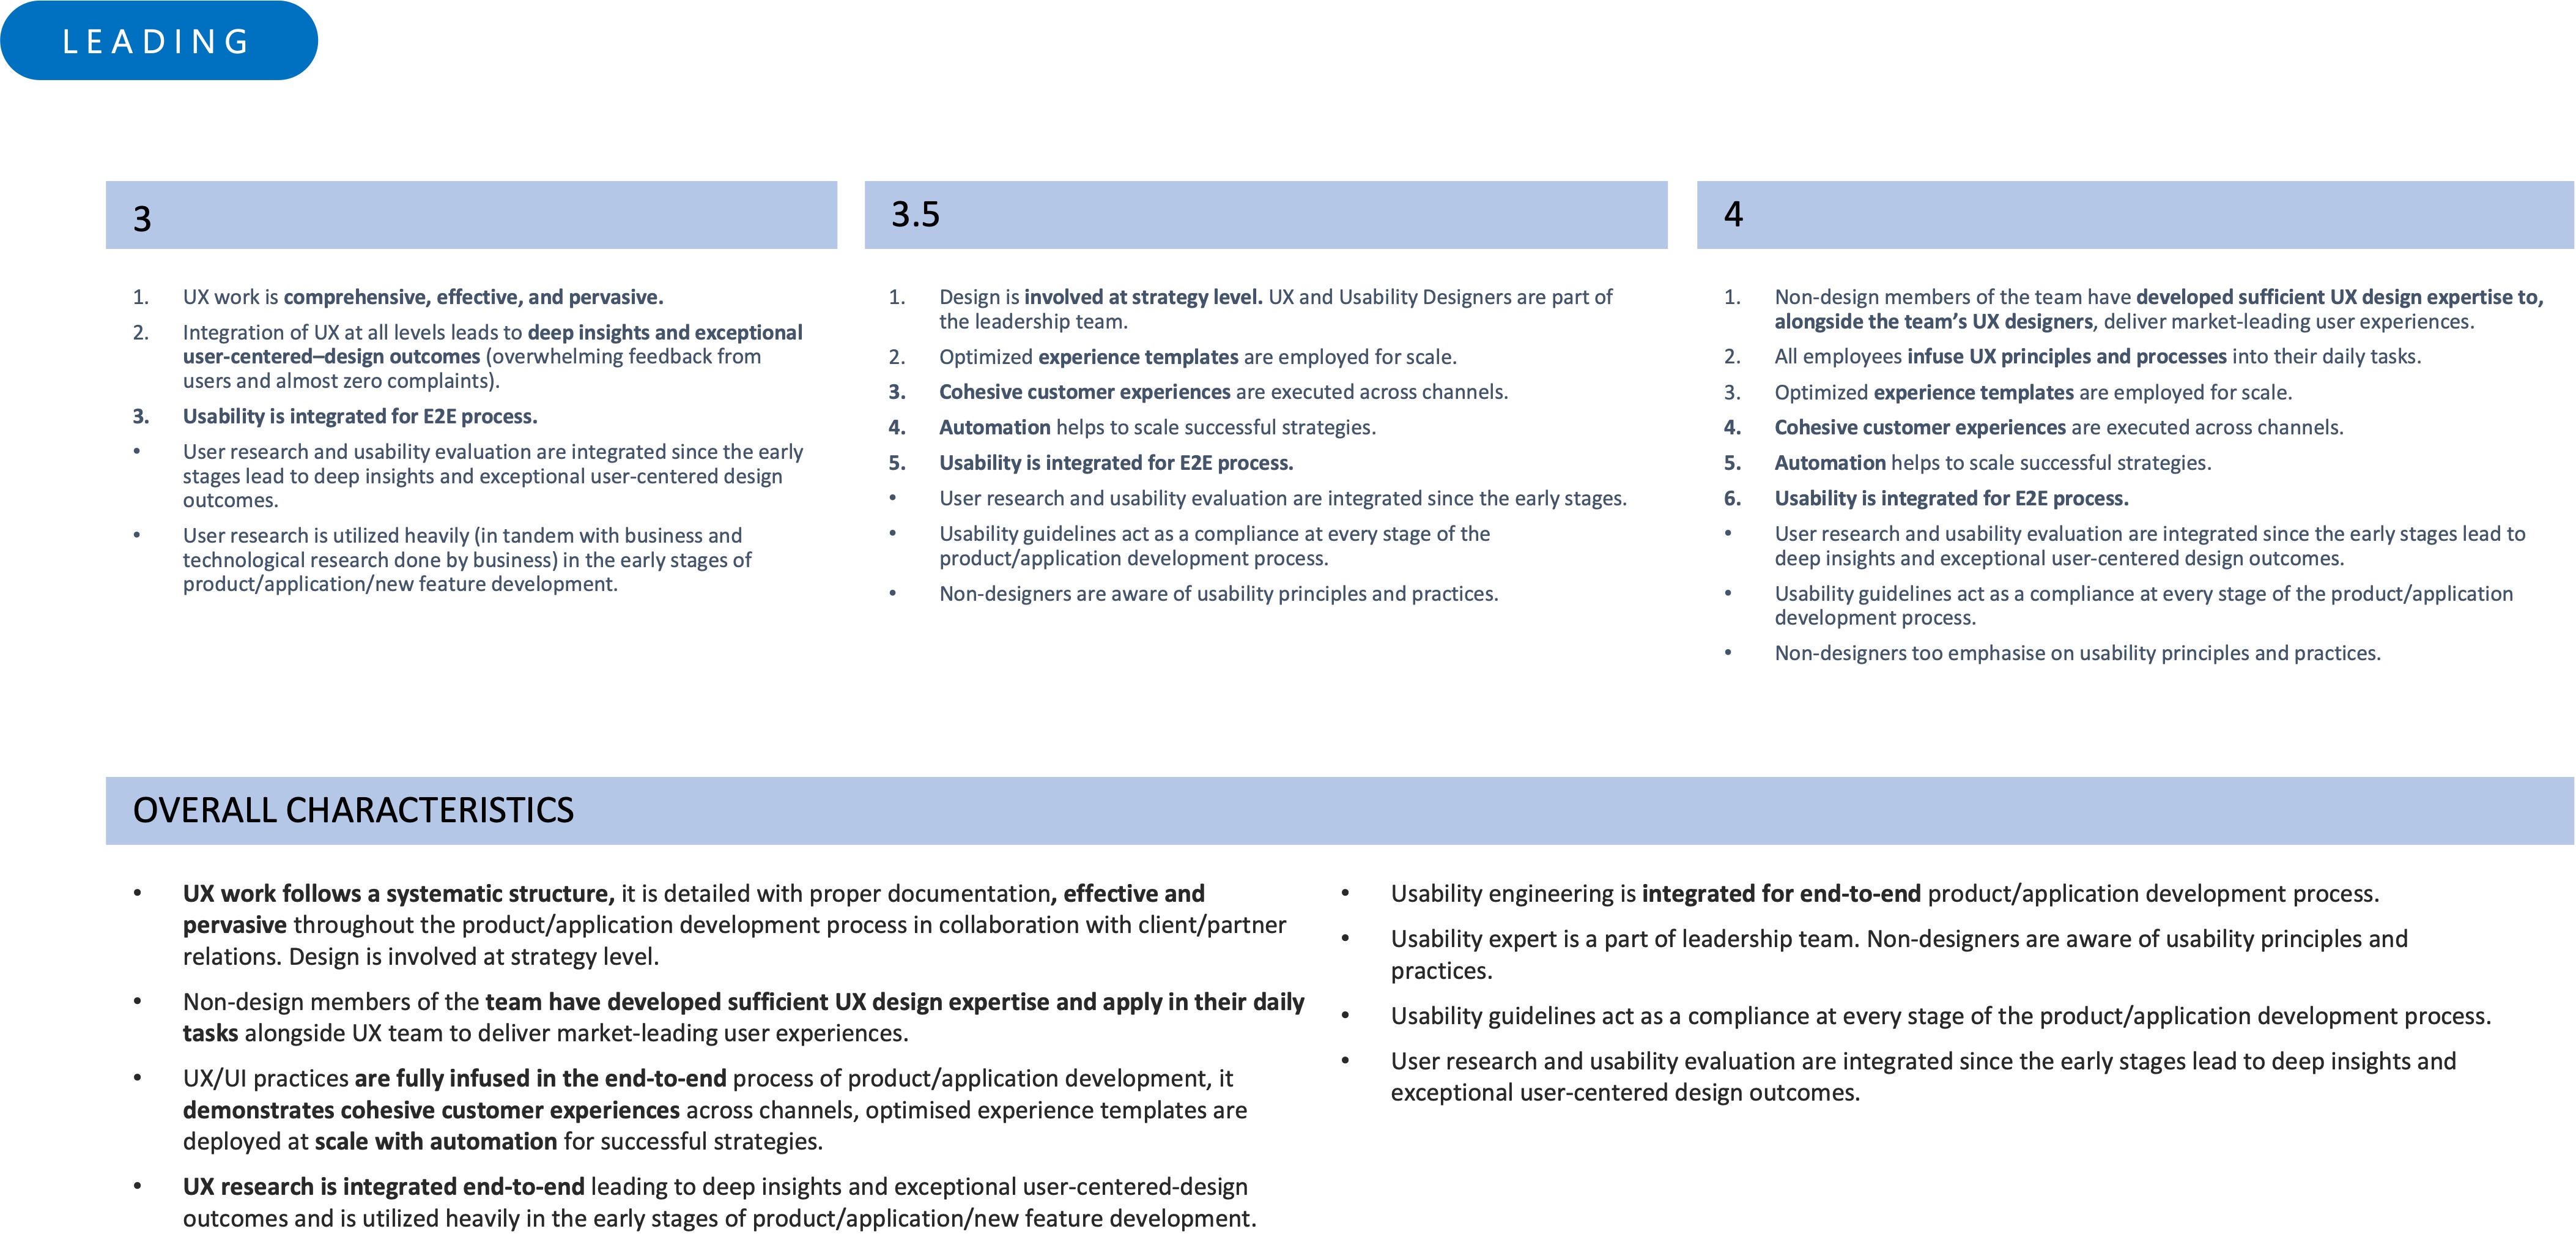 LEADING
3
1. UX work is comprehensive, effective, and pervasive.
2. Integration of UX at all levels leads to deep insights and exceptional
user-centered–design outcomes (overwhelming feedback from
users and almost zero complaints).
3. Usability is integrated for E2E process.
• User research and usability evaluation are integrated since the early
stages lead to deep insights and exceptional user-centered design
outcomes.
• User research is utilized heavily (in tandem with business and
technological research done by business) in the early stages of
product/application/new feature development.
3.5
1. Design is involved at strategy level. UX and Usability Designers are part of
the leadership team.
2. Optimized experience templates are employed for scale.
3. Cohesive customer experiences are executed across channels.
4. Automation helps to scale successful strategies.
5. Usability is integrated for E2E process.
• User research and usability evaluation are integrated since the early stages.
• Usability guidelines act as a compliance at every stage of the
product/application development process.
• Non-designers are aware of usability principles and practices.
4
1. Non-design members of the team have developed sufficient UX design expertise to,
alongside the team’s UX designers, deliver market-leading user experiences.
2. All employees infuse UX principles and processes into their daily tasks.
3. Optimized experience templates are employed for scale.
4. Cohesive customer experiences are executed across channels.
5. Automation helps to scale successful strategies.
6. Usability is integrated for E2E process.
• User research and usability evaluation are integrated since the early stages lead to
deep insights and exceptional user-centered design outcomes.
• Usability guidelines act as a compliance at every stage of the product/application
development process.
• Non-designers too emphasise on usability principles and practices.
OVERALL CHARACTERISTICS
• UX work follows a systematic structure, it is detailed with proper documentation, effective and
pervasive throughout the product/application development process in collaboration with client/partner
relations. Design is involved at strategy level.
• Non-design members of the team have developed sufficient UX design expertise and apply in their daily
tasks alongside UX team to deliver market-leading user experiences.
• UX/UI practices are fully infused in the end-to-end process of product/application development, it
demonstrates cohesive customer experiences across channels, optimised experience templates are
deployed at scale with automation for successful strategies.
• UX research is integrated end-to-end leading to deep insights and exceptional user-centered-design
outcomes and is utilized heavily in the early stages of product/application/new feature development.
• Usability engineering is integrated for end-to-end product/application development process.
• Usability expert is a part of leadership team. Non-designers are aware of usability principles and
practices.
• Usability guidelines act as a compliance at every stage of the product/application development process.
• User research and usability evaluation are integrated since the early stages lead to deep insights and
exceptional user-centered design outcomes.